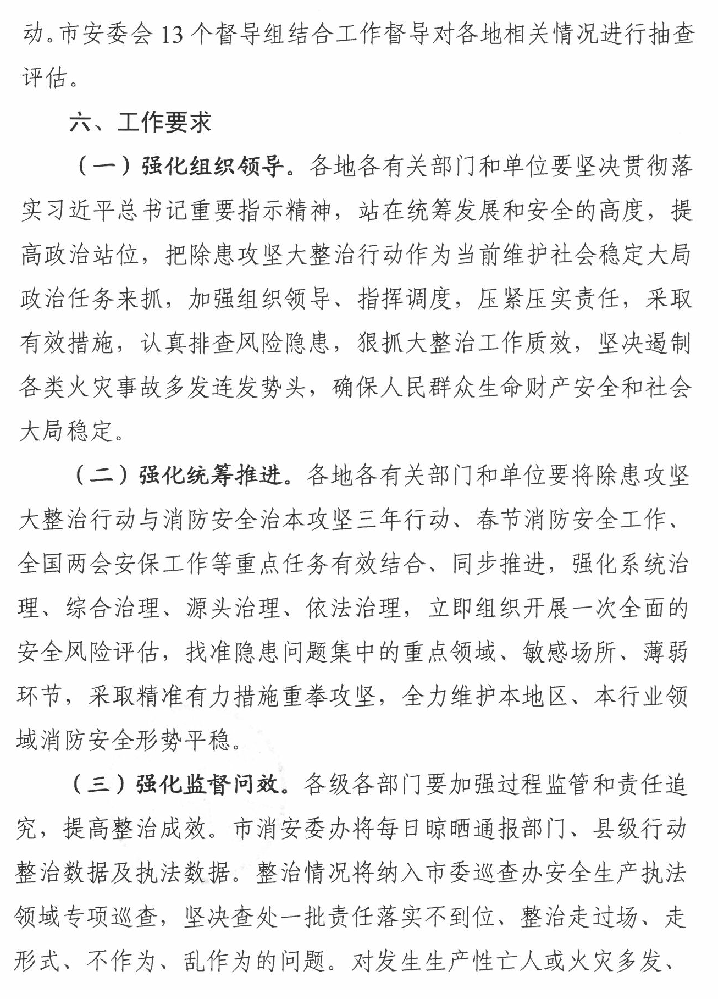 动。市安委会 13 个督导组结合工作督导对各地相关情况进行抽查
评估。
六、工作要求
（一）强化组织领导。各地各有关部门和单位要坚决贯彻落
实习近平总书记重要指示精神，站在统筹发展和安全的高度，提
高政治站位，把除患攻坚大整治行动作为当前维护社会稳定大局
政治任务来抓，加强组织领导、指挥调度，压紧压实责任，采取
有效措施，认真排查风险隐患，狠抓大整治工作质效，坚决遏制
各类火灾事故多发连发势头，确保人民群众生命财产安全和社会
大局稳定。
（二）强化统筹推进。各地各有关部门和单位要将除患攻坚
大整治行动与消防安全治本攻坚三年行动、春节消防安全工作、
全国两会安保工作等重点任务有效结合、同步推进，强化系统治
理、综合治理、源头治理、依法治理，立即组织开展一次全面的
安全风险评估，找准隐患问题集中的重点领域、敏感场所、薄弱
环节，采取精准有力措施重拳攻坚，全力维护本地区、本行业领
域消防安全形势平稳。
（三）强化监督问效。各级各部门要加强过程监管和责任追
究，提高整治成效。市消安委办将每日晾晒通报部门、县级行动
整治数据及执法数据。整治情况将纳入市委巡查办安全生产执法
领域专项巡查，坚决查处一批责任落实不到位、整治走过场、走
形式、不作为、乱作为的问题。对发生生产性亡人或火灾多发、